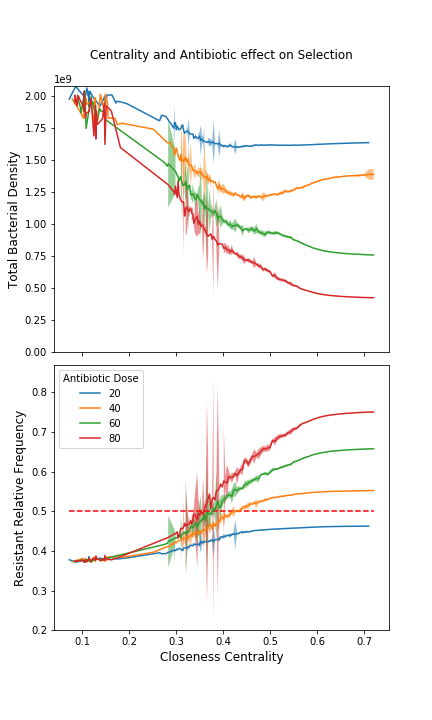 Centrality and Antibiotic effect on Selection
1e9
2.00
1.75
1.50
1.25
1.00
0.75
0.50
0.25
0.00
Total Bacterial Density
0.8
0.7
0.6
0.5
0.4
0.3
0.2
Resistant Relative Frequency
Antibiotic Dose
20
40
60
80
0.1 0.2 0.3 0.4 0.5 0.6 0.7
Closeness Centrality